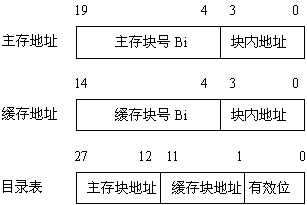 19 4 3 0
主存地址 主存块号 Bi 块内地址
14 4 3 0
缓存地址 缓存块号 Bi 块内地址
27 12 11 1 0
目录表 主存块地址 缓存块地址 有效位